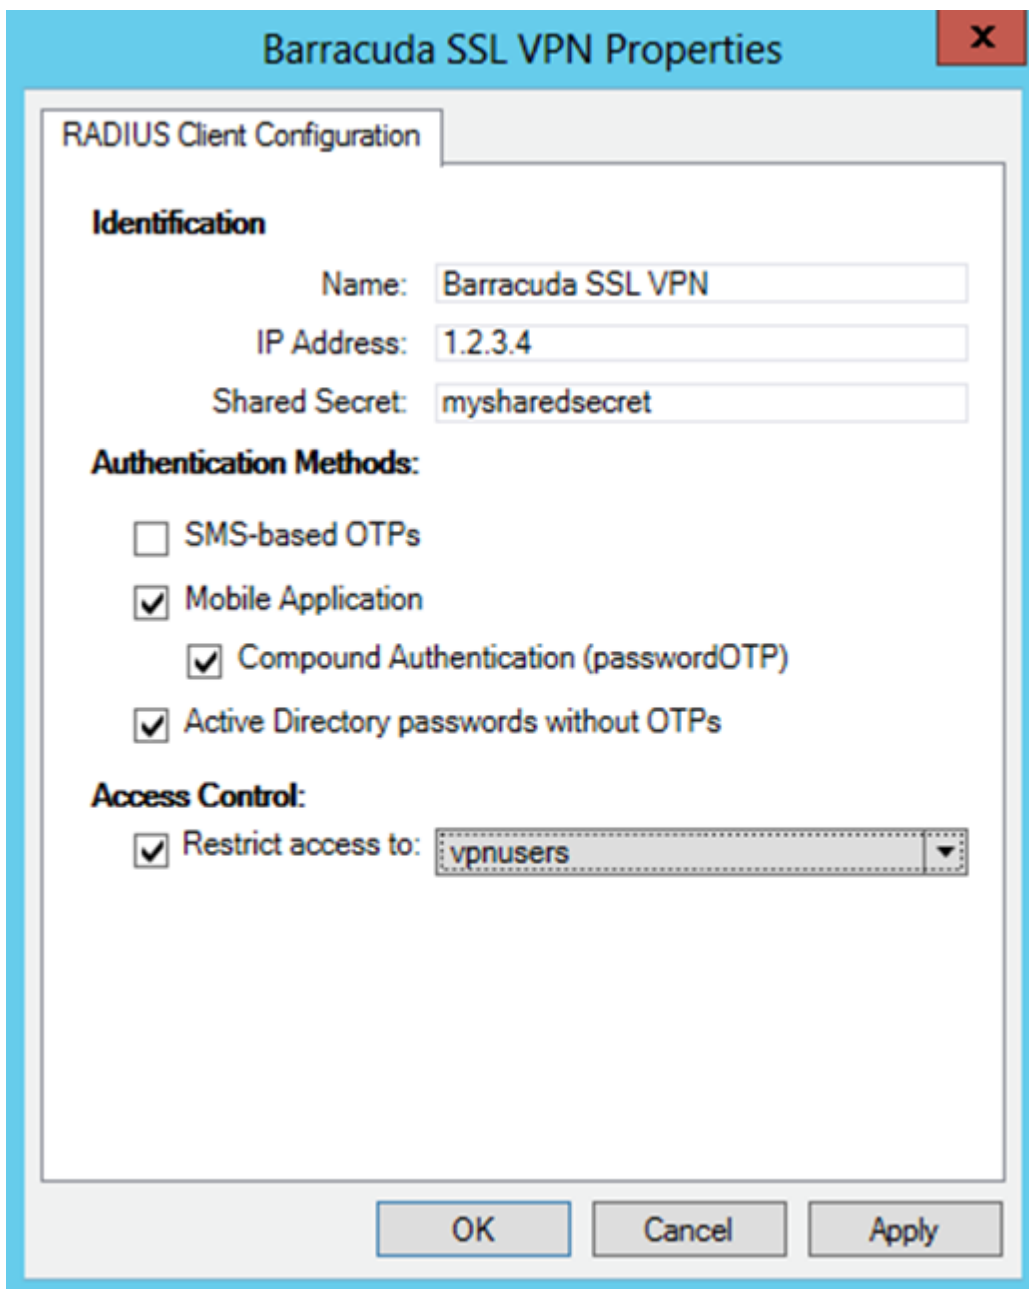 Barracuda SSL VPN Properties
x
RADIUS Client Configuration
Identification
Name: Barracuda SSL VPN
IP Address: 1.2.3.4
Shared Secret: mysharedsecret
Authentication Methods:
SMS-based OTPs
Mobile Application
Compound Authentication (passwordOTP)
Active Directory passwords without OTPs
Access Control:
Restrict access to: vpnusers
OK Cancel Apply